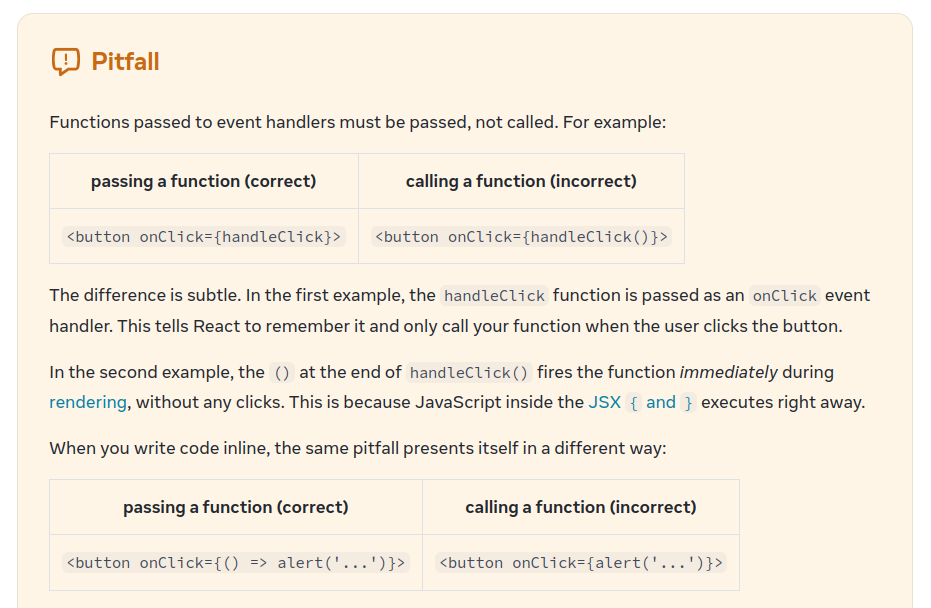 Pitfall
Functions passed to event handlers must be passed, not called. For example:
passing a function (correct) calling a function (incorrect)
<button onClick={handleClick}> <button onClick={handleClick()}>
The difference is subtle. In the first example, the handleClick function is passed as an onClick event
handler. This tells React to remember it and only call your function when the user clicks the button.
In the second example, the () at the end of handleClick() fires the function immediately during
rendering, without any clicks. This is because JavaScript inside the JSX { and } executes right away.
When you write code inline, the same pitfall presents itself in a different way:
passing a function (correct) calling a function (incorrect)
<button onClick={() => alert('...')}> <button onClick={alert('...')}>